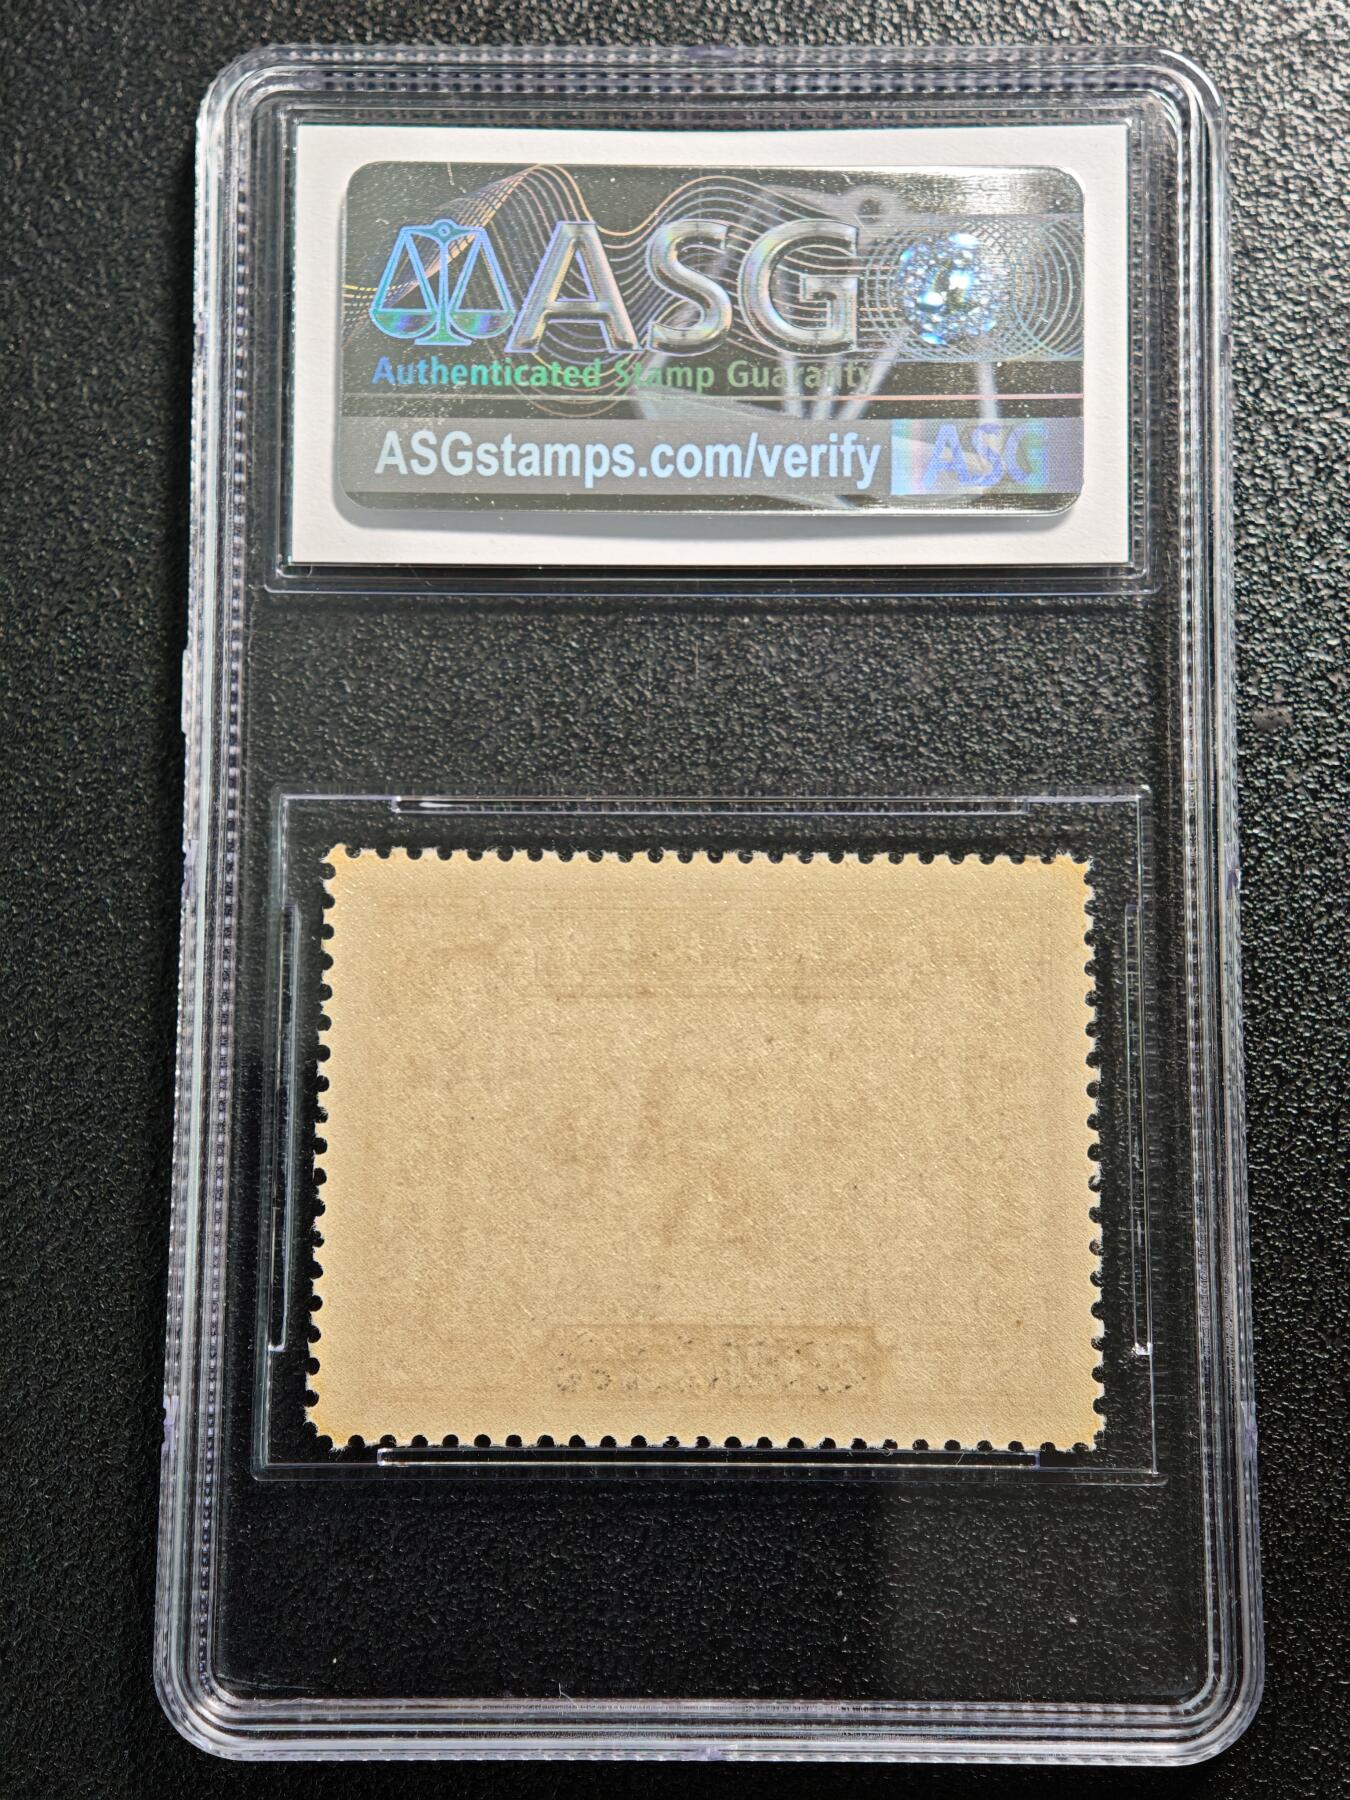 ASG
Authenticated Stamp Guaranty
ASGstamps.com/verify ASG